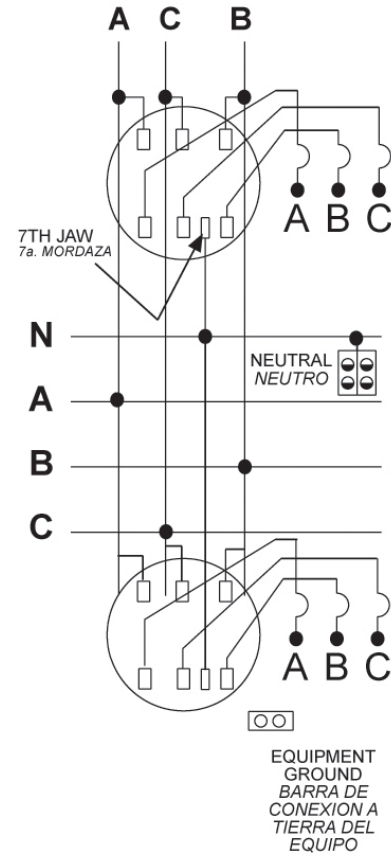 A C B
A B C
7TH JAW
7a. MORDAZA
N
NEUTRAL
NEUTRO
A
B
C
A B C
EQUIPMENT
GROUND
BARRA DE
CONEXION A
TIERRA DEL
EQUIPO